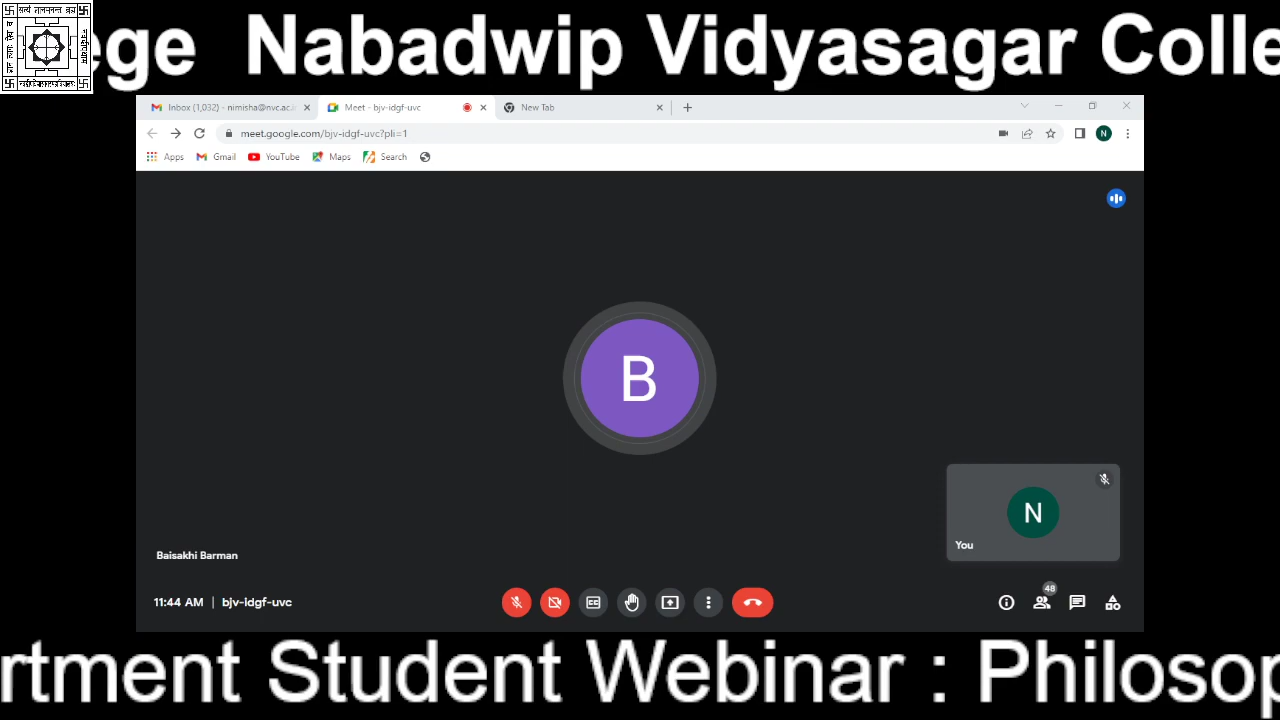 ege Nabadwip Vidyasagar Colle
Inbox (1,032) - nimisha@nvc.ac.i
Meet - bjv-idgf-uvc
New Tab
meet.google.com/bjv-idgf-uvc?pli=1
N
Apps
Gmail
YouTube
Maps
Search
B
N
You
Baisakhi Barman
11:44 AM | bjv-idgf-uvc
CC
48
rtment Student Webinar : Philosop